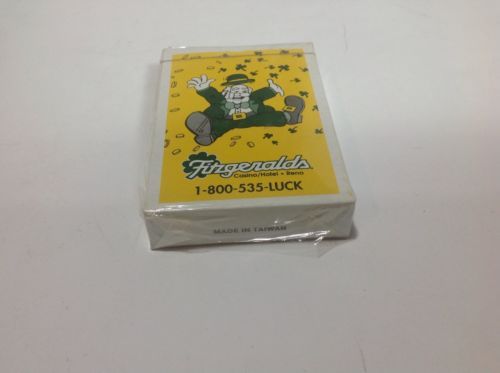 Fitzgeralds
Casino/Hotel • Reno
1-800-535-LUCK
MADE IN TAIWAN